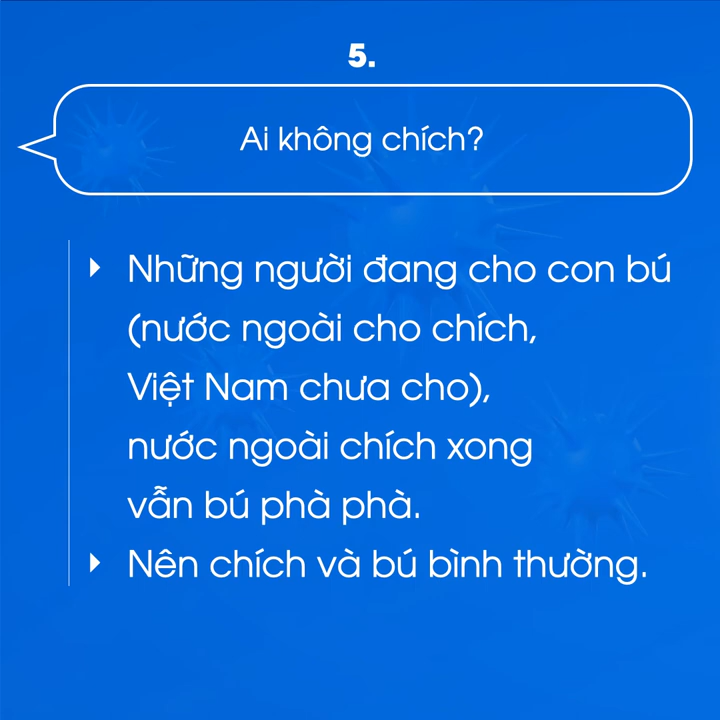 5.
Ai không chích?
Những người đang cho con bú
(nước ngoài cho chích,
Việt Nam chưa cho),
nước ngoài chích xong
vẫn bú phà phà.
Nên chích và bú bình thường.